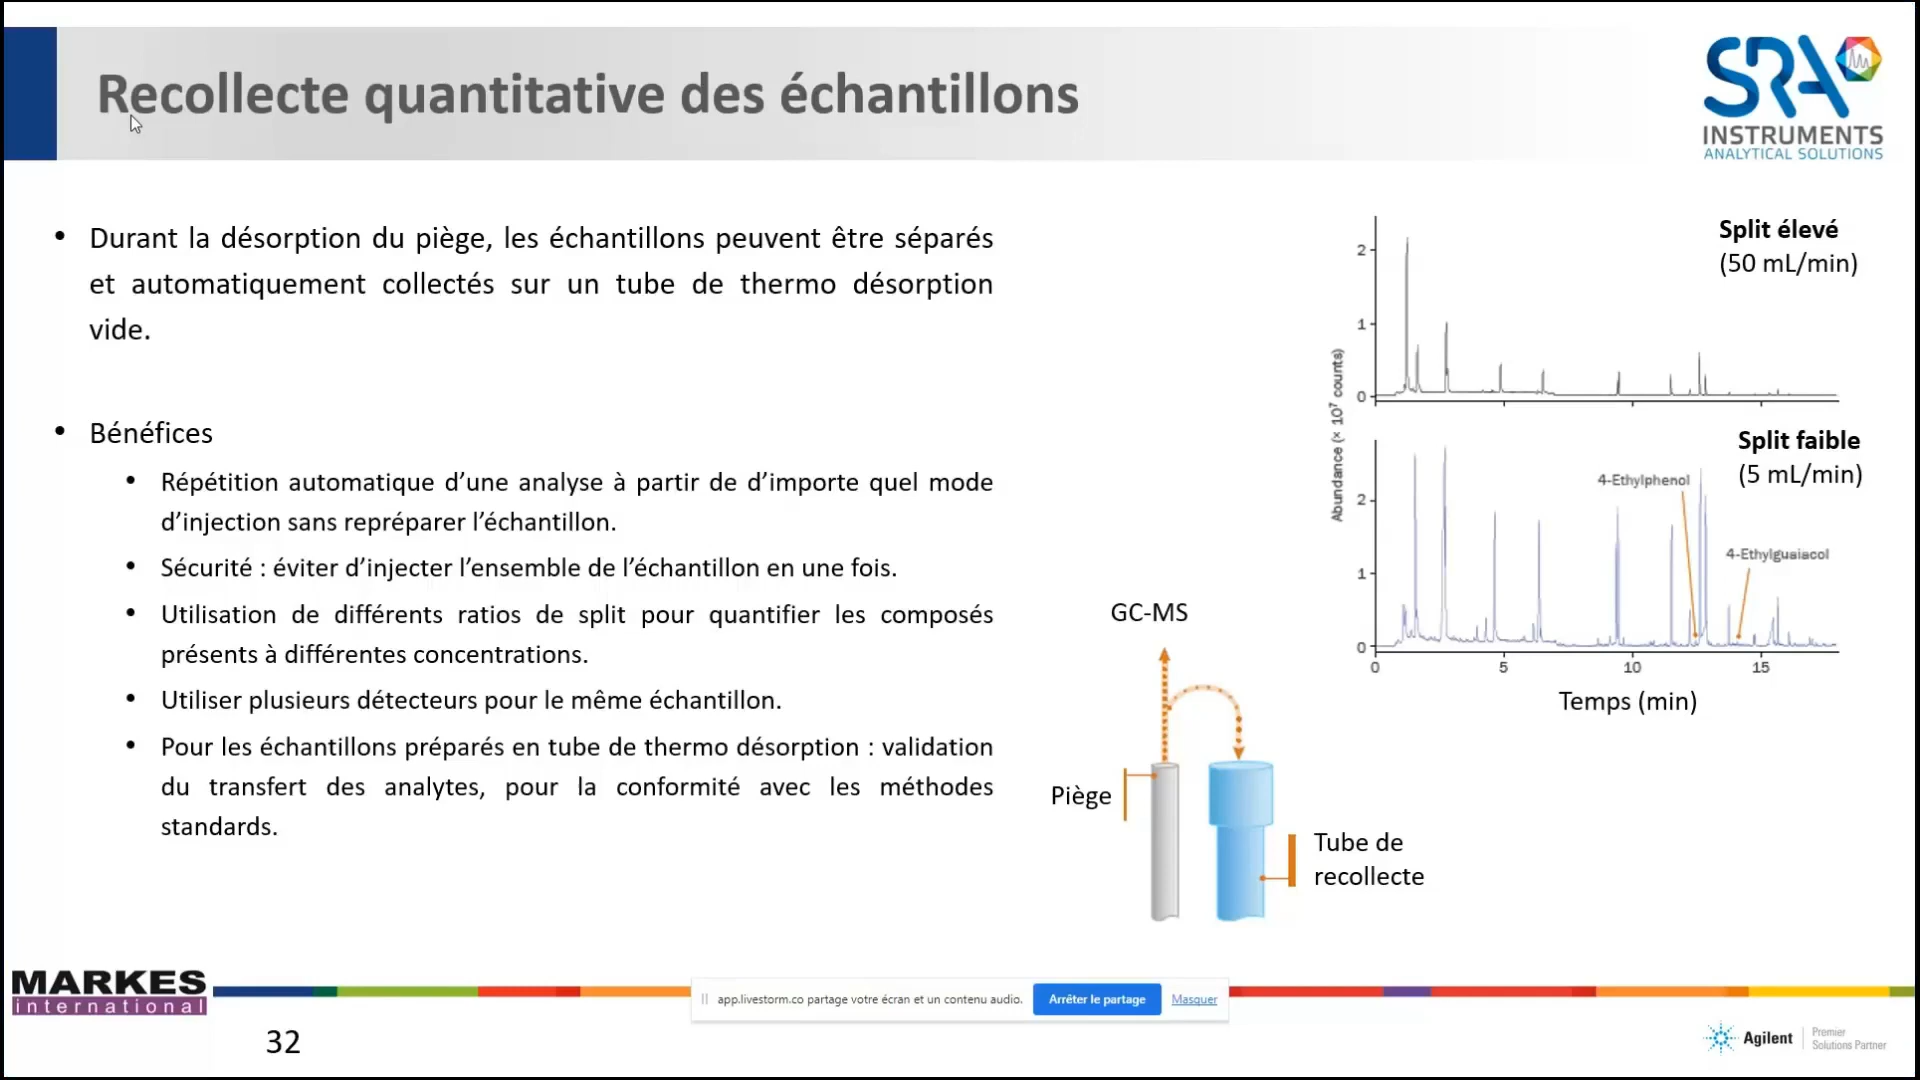 Recollecte quantitative des échantillons
SRA
INSTRUMENTS
ANALYTICAL SOLUTIONS
• Durant la désorption du piège, les échantillons peuvent être séparés
et automatiquement collectés sur un tube de thermo désorption
vide.
• Bénéfices
• Répétition automatique d’une analyse à partir de d’importe quel mode
d’injection sans repréparer l’échantillon.
• Sécurité : éviter d’injecter l’ensemble de l’échantillon en une fois.
• Utilisation de différents ratios de split pour quantifier les composés
présents à différentes concentrations.
• Utiliser plusieurs détecteurs pour le même échantillon.
• Pour les échantillons préparés en tube de thermo désorption : validation
du transfert des analytes, pour la conformité avec les méthodes
standards.
Split élevé
(50 mL/min)
2
1
0
Abundance (× 10⁷ counts)
Split faible
(5 mL/min)
4-Ethylphenol
4-Ethylguaiacol
2
1
0
0 5 10 15
Temps (min)
GC-MS
Piège
Tube de
recollecte
MARKES
international
app.livestorm.co partage votre écran et un contenu audio. Arrêter le partage Masquer
32
Agilent
Premier
Solutions Partner